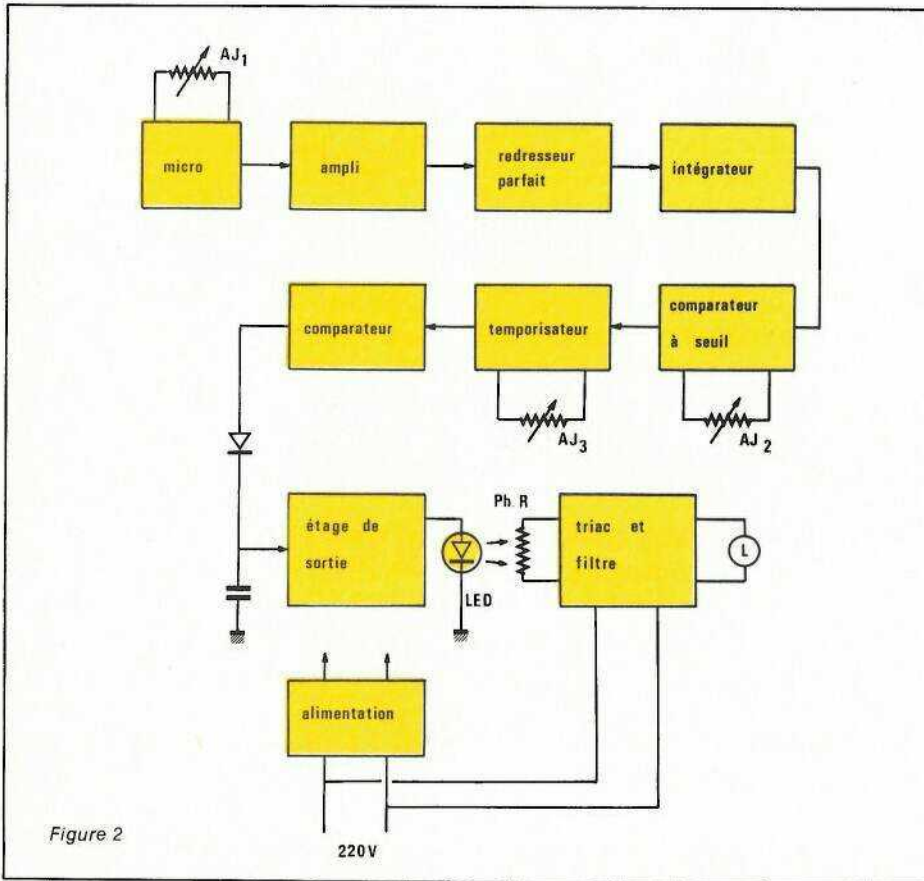 AJ1
micro
ampli
redresseur
parfait
intégrateur
comparateur
temporisateur
comparateur
à seuil
AJ3
AJ2
étage de
sortie
LED
Ph R
triac et
filtre
L
alimentation
220V
Figure 2